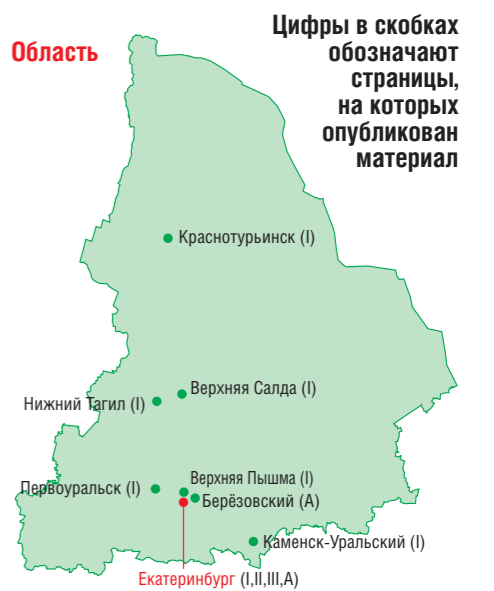 Область
Цифры в скобках
обозначают
страницы,
на которых
опубликован
материал
Краснотурьинск (I)
Верхняя Салда (I)
Нижний Тагил (I)
Верхняя Пышма (I)
Первоуральск (I)
Берёзовский (А)
Каменск-Уральский (I)
Екатеринбург (I,II,III,А)